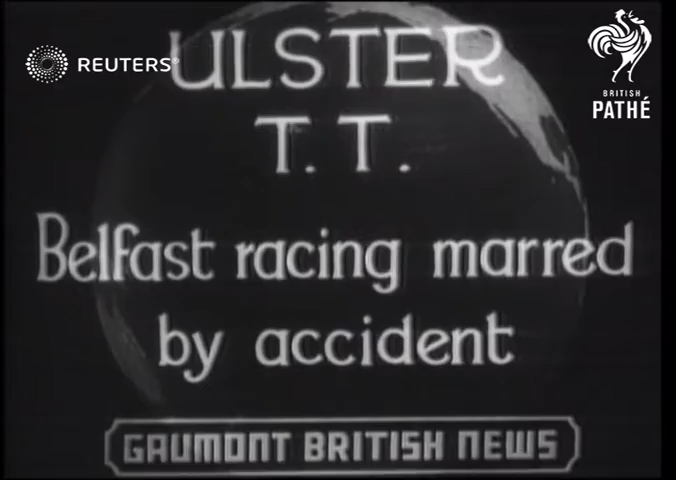 REUTERS
BRITISH
PATHÉ
ULSTER
T. T.
Belfast racing marred
by accident
GAUMONT BRITISH NEWS